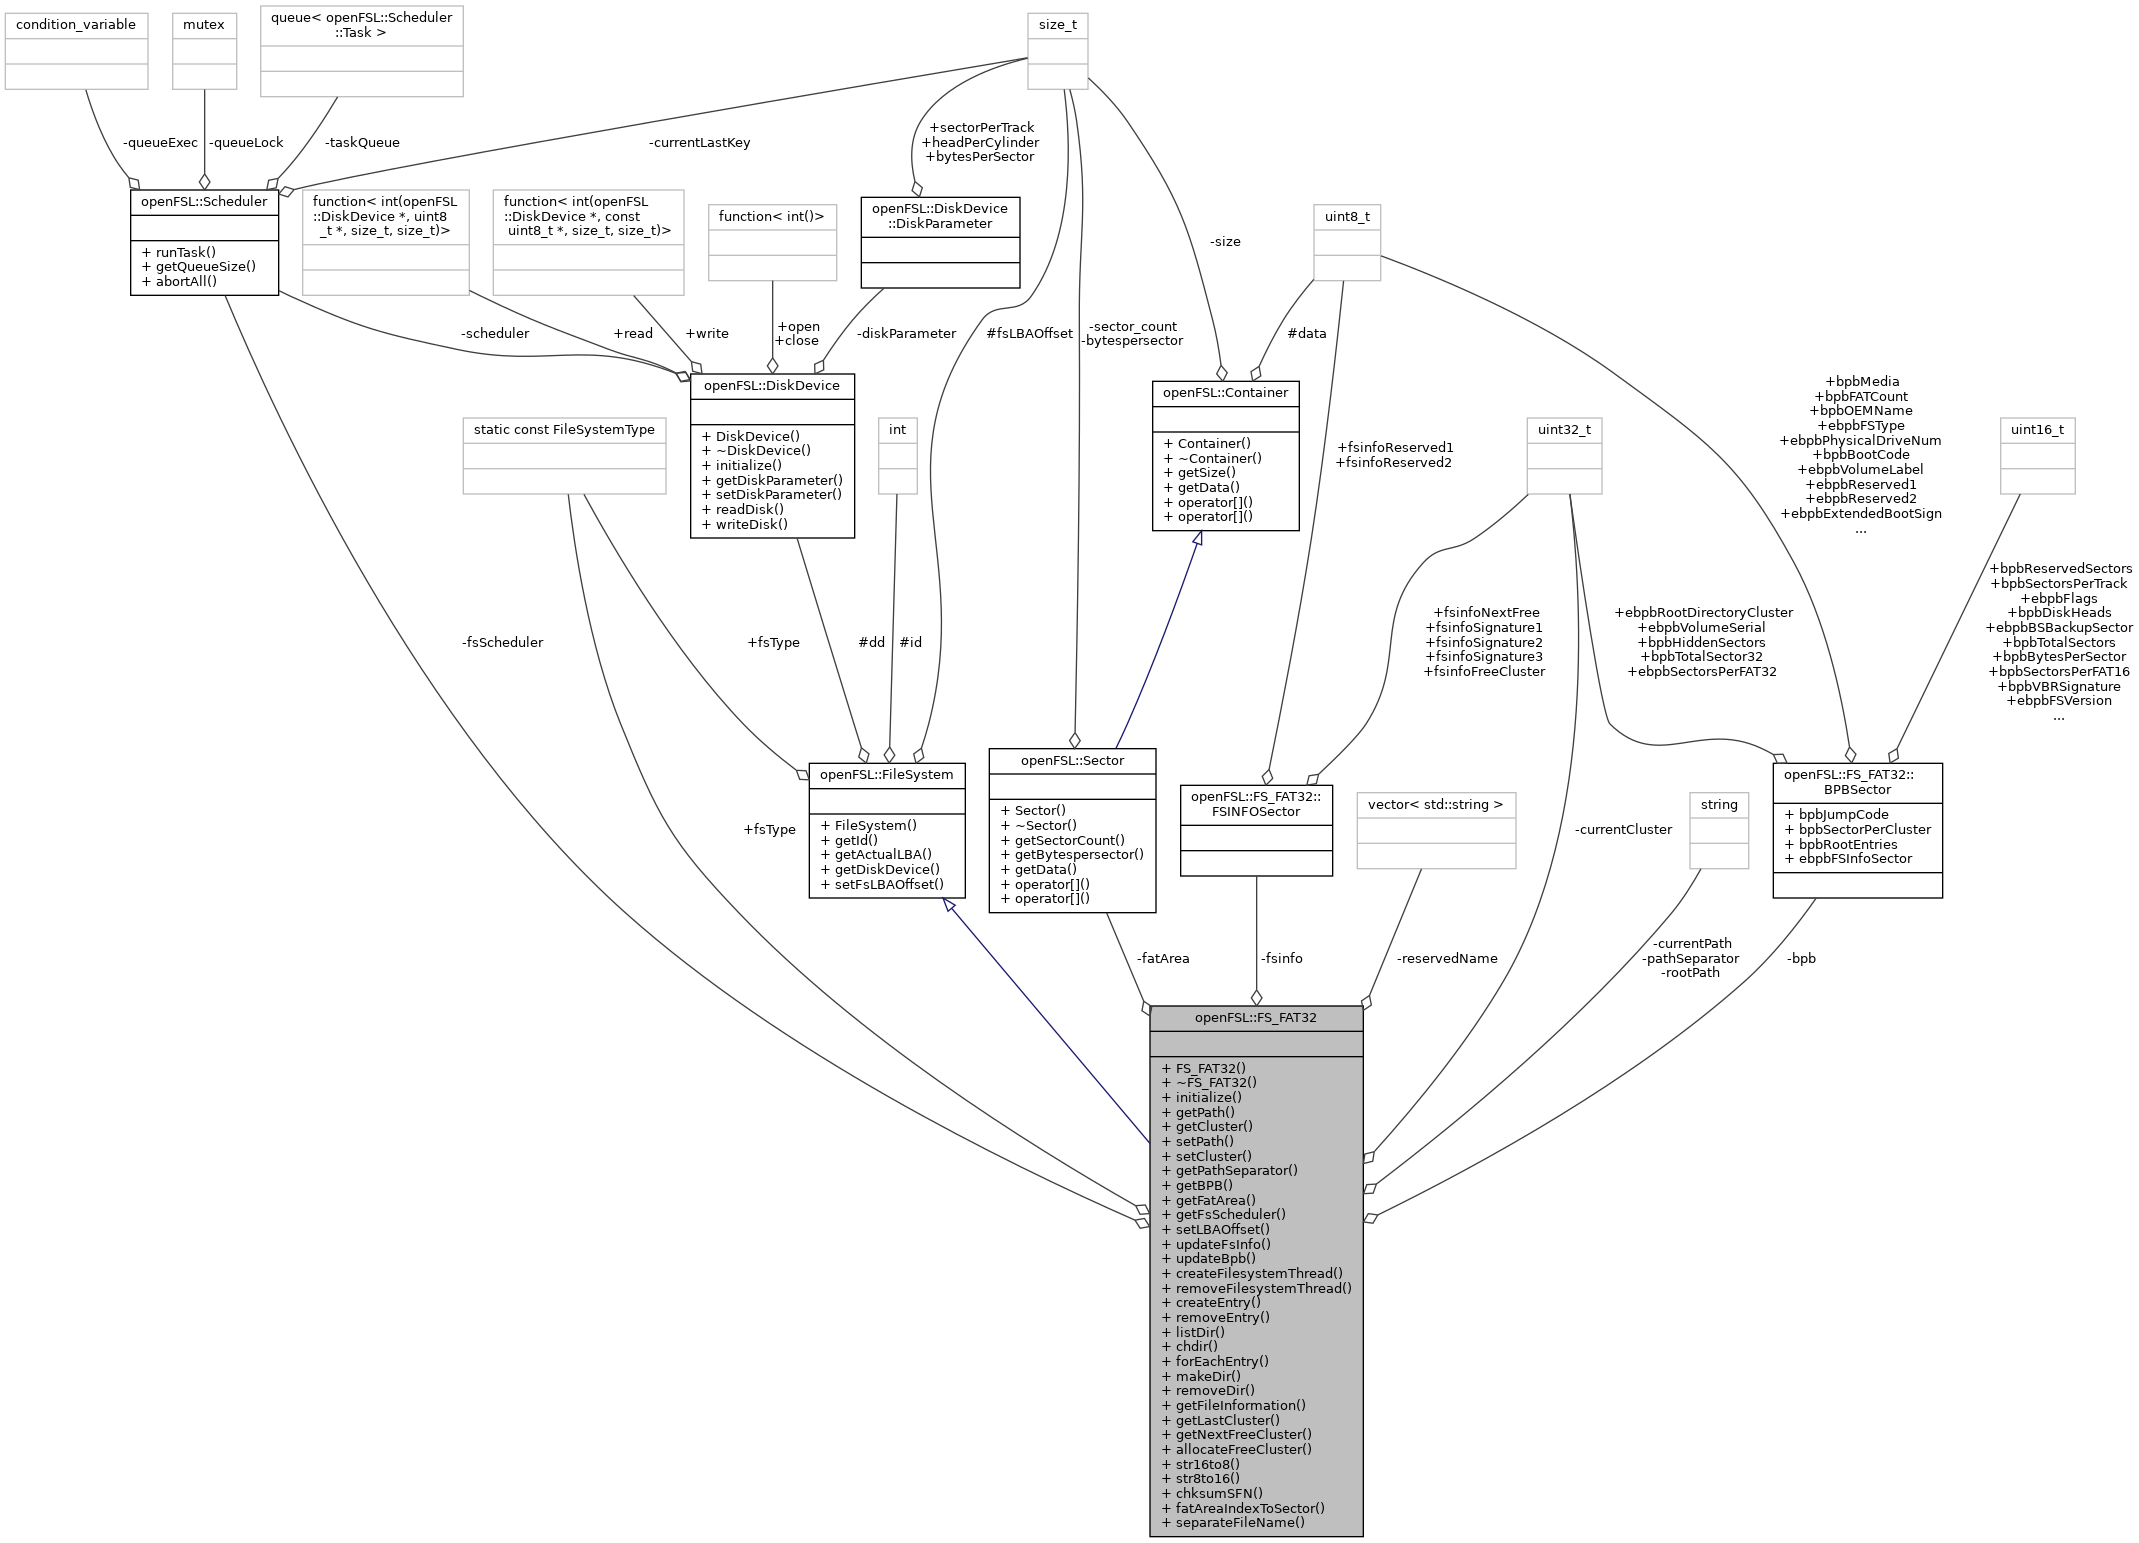 condition_variable
mutex
queue< openFSL::Scheduler
::Task >
size_t
-queueExec
-queueLock
-taskQueue
-currentLastKey
+sectorPerTrack
+headPerCylinder
+bytesPerSector
openFSL::Scheduler
+ runTask()
+ getQueueSize()
+ abortAll()
function< int(openFSL
::DiskDevice *, uint8
_t *, size_t, size_t)>
function< int(openFSL
::DiskDevice *, const
uint8_t *, size_t, size_t)>
function< int()>
openFSL::DiskDevice
::DiskParameter
-size
uint8_t
-scheduler
+read
+write
+open
+close
-diskParameter
#fsLBAOffset
-sector_count
-bytespersector
#data
openFSL::DiskDevice
+ DiskDevice()
+ ~DiskDevice()
+ initialize()
+ getDiskParameter()
+ setDiskParameter()
+ readDisk()
+ writeDisk()
openFSL::Container
+ Container()
+ ~Container()
+ getSize()
+ getData()
+ operator[]()
+ operator[]()
static const FileSystemType
int
+fsinfoReserved1
+fsinfoReserved2
uint32_t
+bpbMedia
+bpbFATCount
+bpbOEMName
+ebpbFSType
+ebpbPhysicalDriveNum
+bpbBootCode
+ebpbVolumeLabel
+ebpbReserved1
+ebpbReserved2
+ebpbExtendedBootSign
...
uint16_t
-fsScheduler
+fsType
#dd
#id
+fsinfoNextFree
+fsinfoSignature1
+fsinfoSignature2
+fsinfoSignature3
+fsinfoFreeCluster
+ebpbRootDirectoryCluster
+ebpbVolumeSerial
+bpbHiddenSectors
+bpbTotalSector32
+ebpbSectorsPerFAT32
+bpbReservedSectors
+bpbSectorsPerTrack
+ebpbFlags
+bpbDiskHeads
+ebpbBSBackupSector
+bpbTotalSectors
+bpbBytesPerSector
+bpbSectorsPerFAT16
+bpbVBRSignature
+ebpbFSVersion
...
+fsType
openFSL::FileSystem
+ FileSystem()
+ getId()
+ getActualLBA()
+ getDiskDevice()
+ setFsLBAOffset()
openFSL::Sector
+ Sector()
+ ~Sector()
+ getSectorCount()
+ getBytespersector()
+ getData()
+ operator[]()
+ operator[]()
openFSL::FS_FAT32::
FSINFOSector
vector< std::string >
-currentCluster
string
openFSL::FS_FAT32::
BPBSector
+ bpbJumpCode
+ bpbSectorPerCluster
+ bpbRootEntries
+ ebpbFSInfoSector
-fatArea
-fsinfo
-reservedName
-currentPath
-pathSeparator
-rootPath
-bpb
openFSL::FS_FAT32
+ FS_FAT32()
+ ~FS_FAT32()
+ initialize()
+ getPath()
+ getCluster()
+ setPath()
+ setCluster()
+ getPathSeparator()
+ getBPB()
+ getFatArea()
+ getFsScheduler()
+ setLBAOffset()
+ updateFsInfo()
+ updateBpb()
+ createFilesystemThread()
+ removeFilesystemThread()
+ createEntry()
+ removeEntry()
+ listDir()
+ chdir()
+ forEachEntry()
+ makeDir()
+ removeDir()
+ getFileInformation()
+ getLastCluster()
+ getNextFreeCluster()
+ allocateFreeCluster()
+ str16to8()
+ str8to16()
+ chksumSFN()
+ fatAreaIndexToSector()
+ separateFileName()